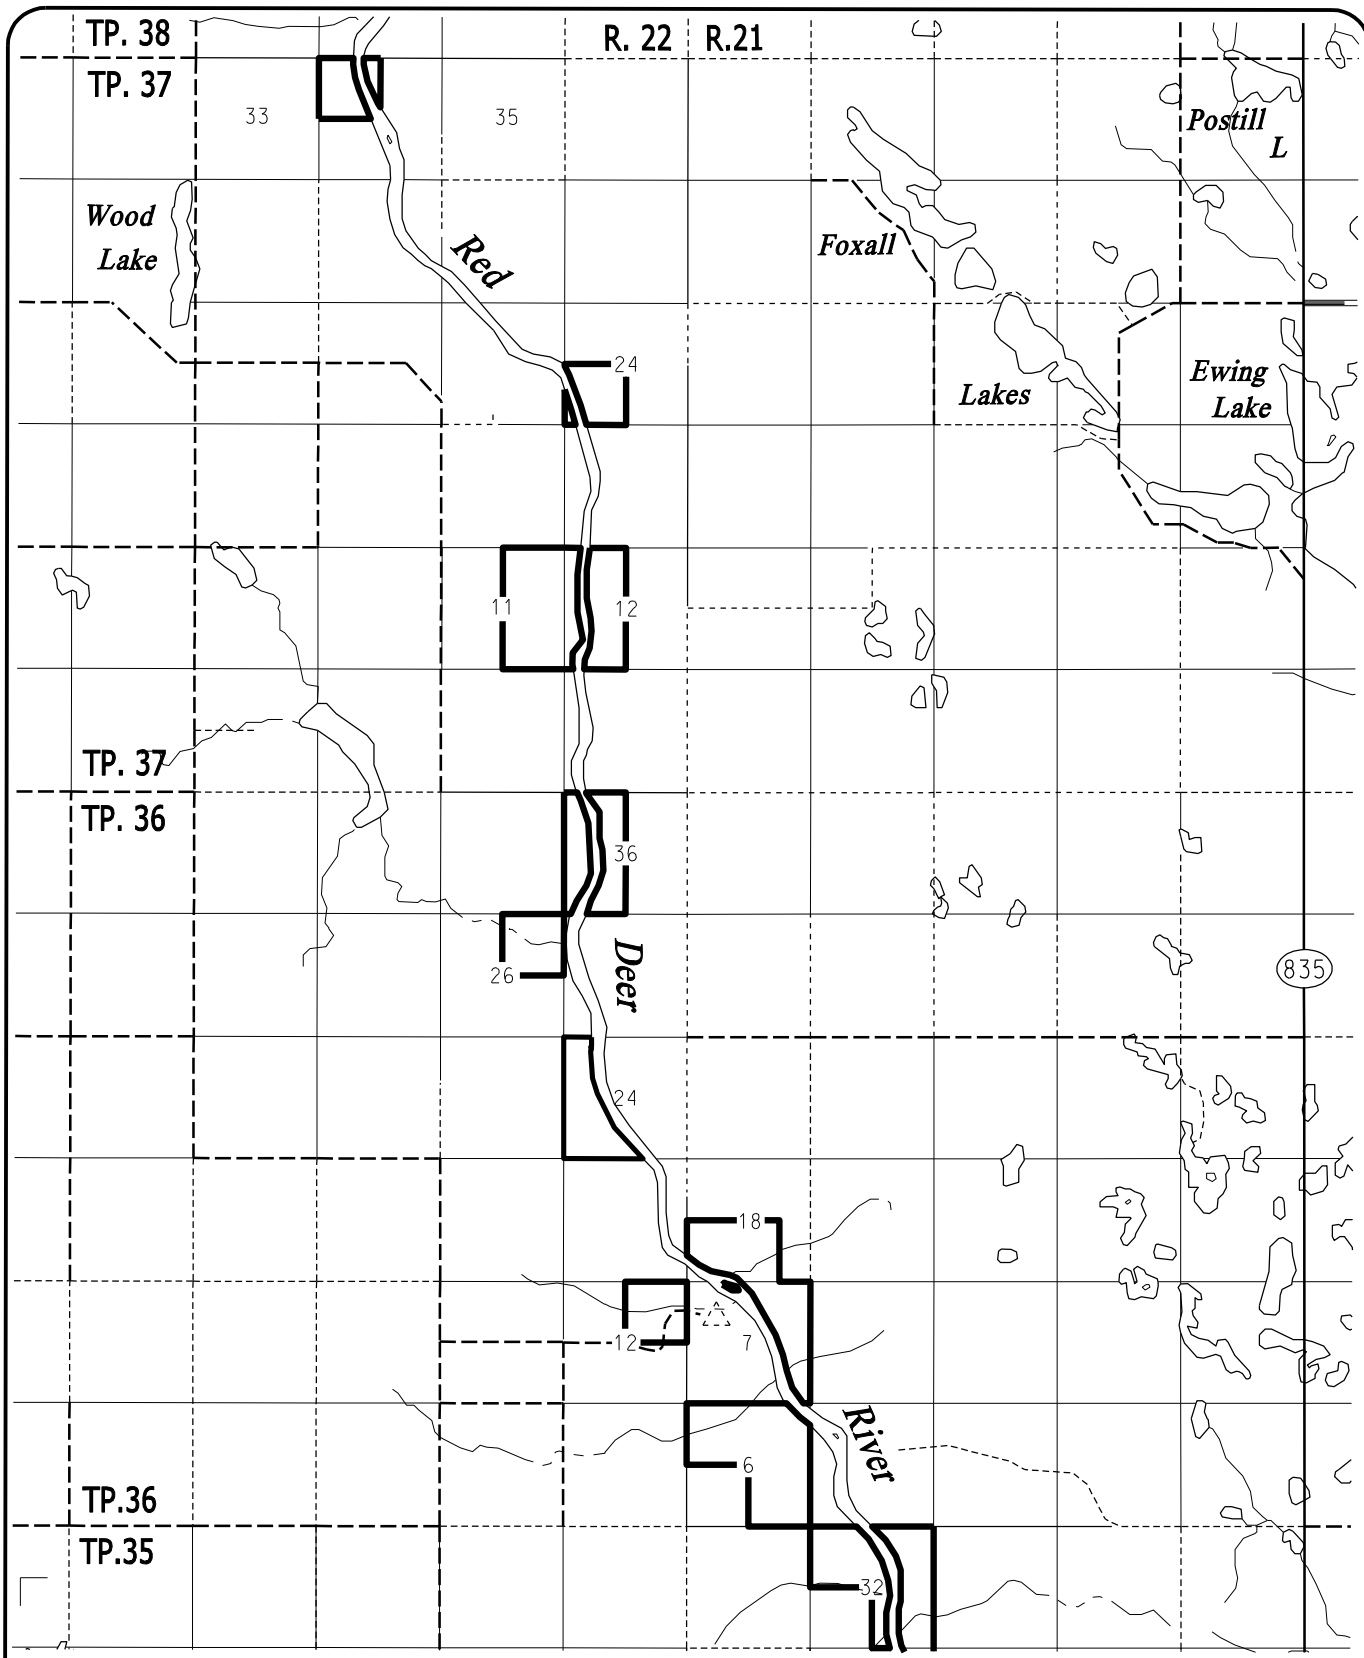 TP. 38
R. 22
R.21
TP. 37
33
35
Postill
L
Wood
Lake
Red
Foxall
24
Ewing
Lake
Lakes
11
12
TP. 37
TP. 36
36
Deer
26
835
24
18
12
7
River
6
TP.36
TP.35
32